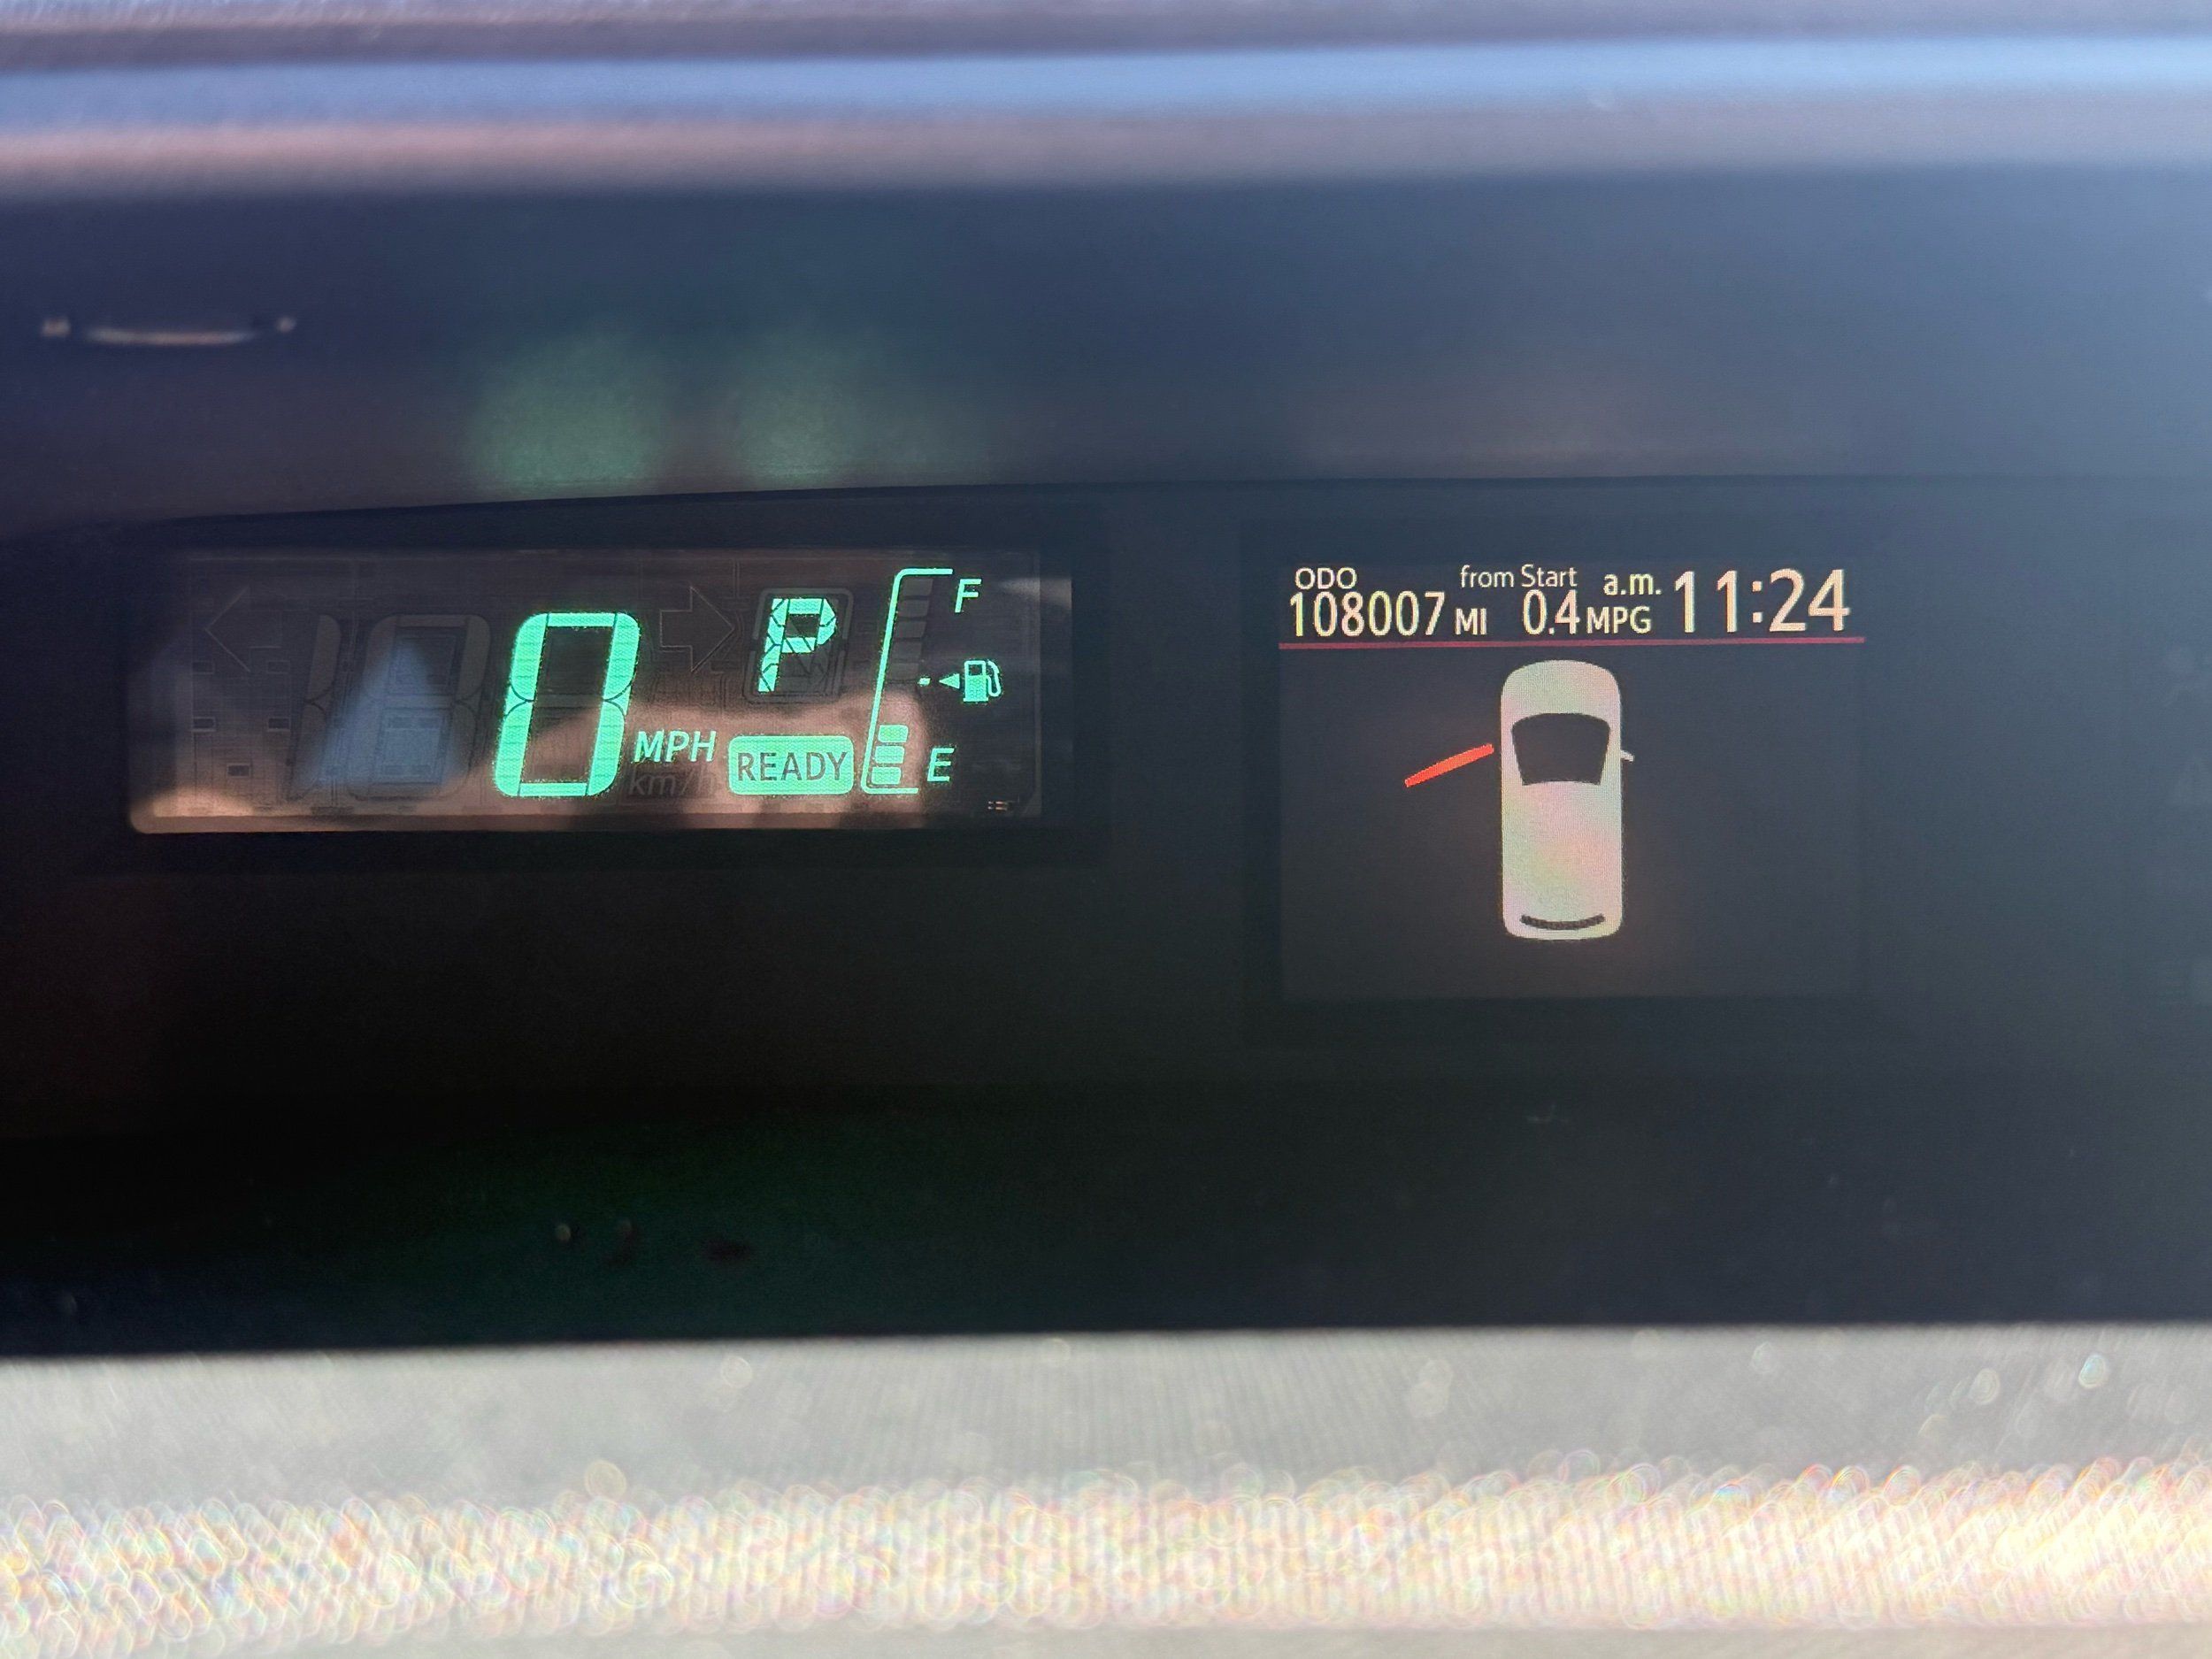 0 MPH
km/h
P
READY
F
E
ODO from Start a.m. 11:24
108007 MI 0.4 MPG